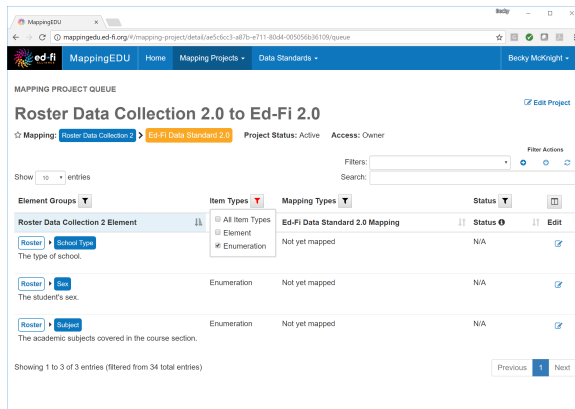 Becky
MappingEDU
mappingedu.ed-fi.org/#/mapping-project/detail/ae5c6cc3-a87b-e711-80d4-005056b36109/queue
ed-fi ALLIANCE MappingEDU Home Mapping Projects Data Standards Becky McKnight
MAPPING PROJECT QUEUE
Edit Project
Roster Data Collection 2.0 to Ed-Fi 2.0
Mapping: Roster Data Collection 2 Ed-Fi Data Standard 2.0 Project Status: Active Access: Owner
Filter Actions
Filters:
Show 10 entries Search:
Element Groups Item Types Mapping Types Status
Roster Data Collection 2 Element Ed-Fi Data Standard 2.0 Mapping Status Edit
All Item Types
Element
Enumeration
Roster School Type Not yet mapped N/A
The type of school.
Roster Sex Enumeration Not yet mapped N/A
The student's sex.
Roster Subject Enumeration Not yet mapped N/A
The academic subjects covered in the course section.
Showing 1 to 3 of 3 entries (filtered from 34 total entries) Previous 1 Next